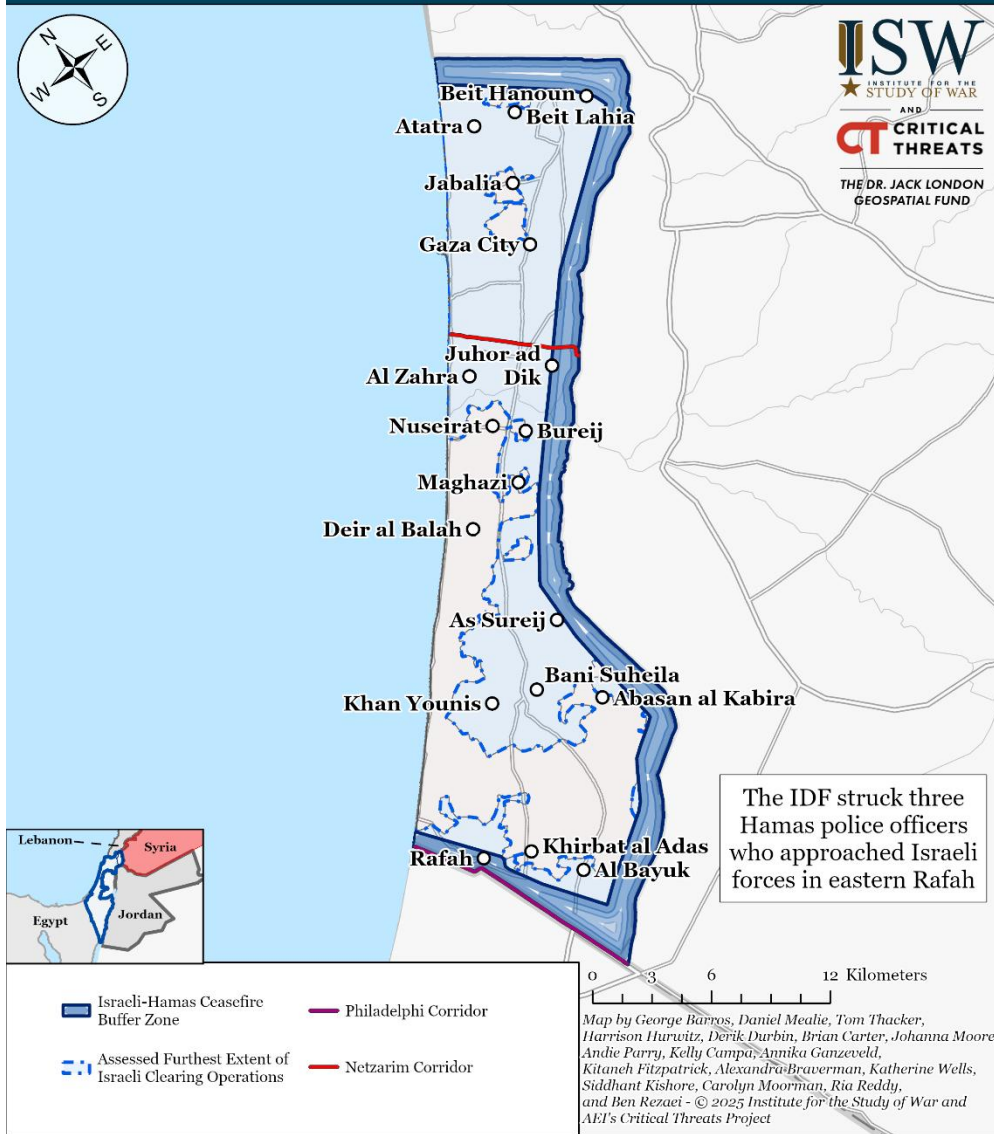 N
E
W
S
ISW
INSTITUTE FOR THE
STUDY OF WAR
AND
CT CRITICAL
THREATS
THE DR. JACK LONDON
GEOSPATIAL FUND
Beit Hanoun
Beit Lahia
Atatra
Jabalia
Gaza City
Juhor ad
Dik
Al Zahra
Nuseirat
Bureij
Maghazi
Deir al Balah
As Sureij
Bani Suheila
Abasan al Kabira
Khan Younis
The IDF struck three
Hamas police officers
who approached Israeli
forces in eastern Rafah
Khirbat al Adas
Rafah
Al Bayuk
Lebanon
Syria
Egypt
Jordan
0 3 6 12 Kilometers
Israeli-Hamas Ceasefire
Buffer Zone
Philadelphi Corridor
Assessed Furthest Extent of
Israeli Clearing Operations
Netzarim Corridor
Map by George Barros, Daniel Mealie, Tom Thacker,
Harrison Hurwitz, Derik Durbin, Brian Carter, Johanna Moore
Andie Parry, Kelly Campa, Annika Ganzeveld,
Kitaneh Fitzpatrick, Alexandra Braverman, Katherine Wells,
Siddhant Kishore, Carolyn Moorman, Ria Reddy,
and Ben Rezaei - © 2025 Institute for the Study of War and
AEI's Critical Threats Project